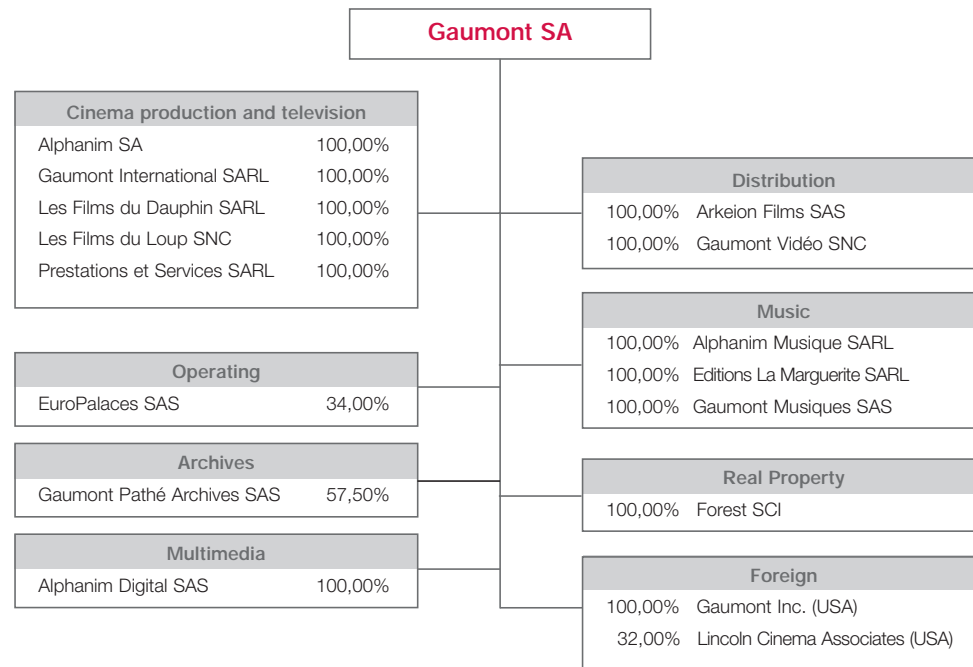 Gaumont SA
Cinema production and television
Alphanim SA 100,00%
Gaumont International SARL 100,00%
Les Films du Dauphin SARL 100,00%
Les Films du Loup SNC 100,00%
Prestations et Services SARL 100,00%
Operating
EuroPalaces SAS 34,00%
Archives
Gaumont Pathé Archives SAS 57,50%
Multimedia
Alphanim Digital SAS 100,00%
Distribution
100,00% Arkeion Films SAS
100,00% Gaumont Vidéo SNC
Music
100,00% Alphanim Musique SARL
100,00% Editions La Marguerite SARL
100,00% Gaumont Musiques SAS
Real Property
100,00% Forest SCI
Foreign
100,00% Gaumont Inc. (USA)
32,00% Lincoln Cinema Associates (USA)